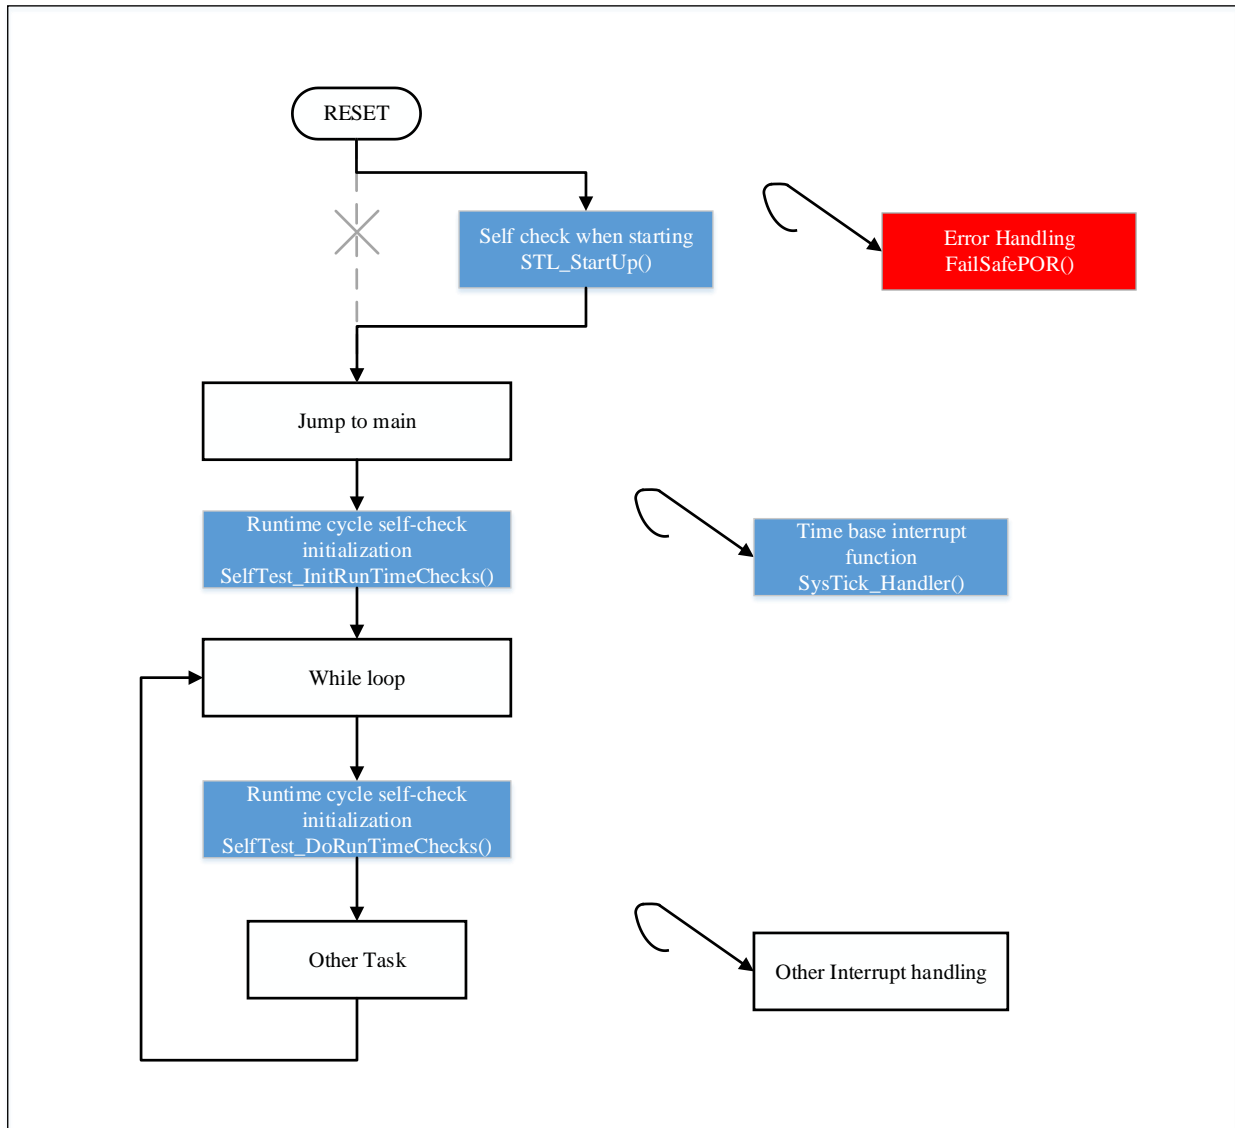 RESET
Self check when starting
STL_StartUp()
Error Handling
FailSafePOR()
Jump to main
Runtime cycle self-check
initialization
SelfTest_InitRunTimeChecks()
Time base interrupt
function
SysTick_Handler()
While loop
Runtime cycle self-check
initialization
SelfTest_DoRunTimeChecks()
Other Task
Other Interrupt handling